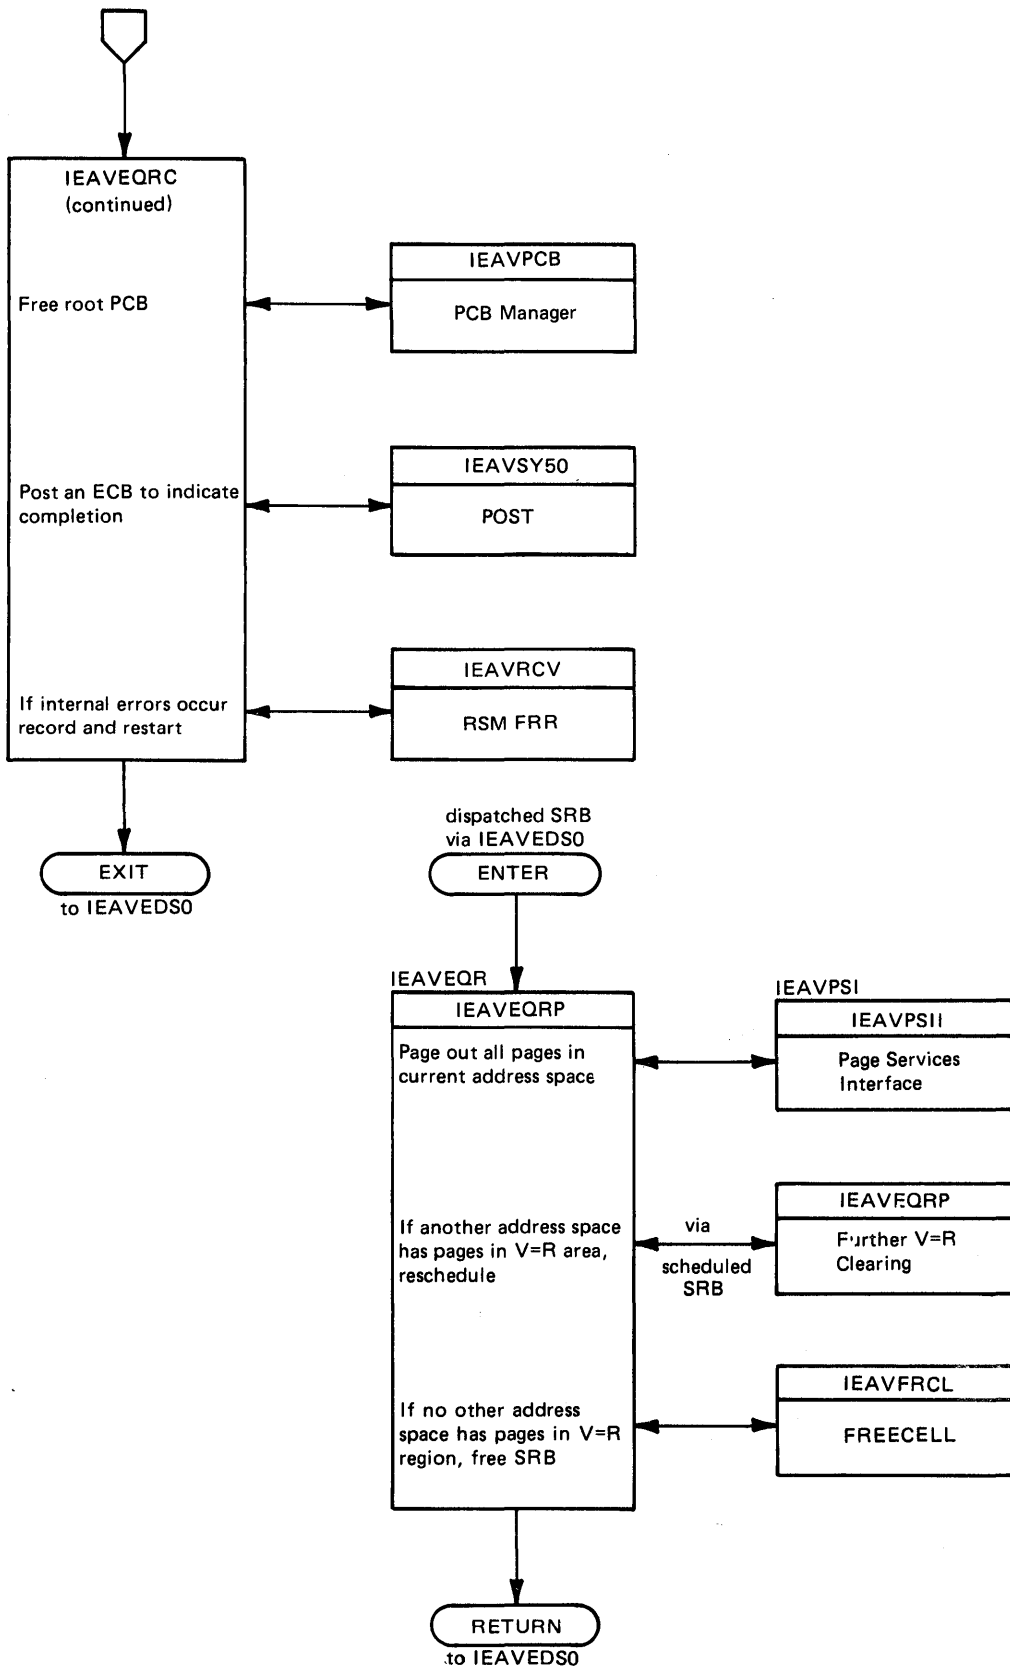 IEAVEQRC
(continued)
Free root PCB
IEAVPCB
PCB Manager
Post an ECB to indicate
completion
IEAVSY50
POST
If internal errors occur
record and restart
IEAVRCV
RSM FRR
EXIT
to IEAVEDS0
dispatched SRB
via IEAVEDS0
ENTER
IEAVEQR
IEAVEQRP
Page out all pages in
current address space
IEAVPSI
IEAVPSII
Page Services
Interface
If another address space
has pages in V=R area,
reschedule
via
scheduled
SRB
IEAVEQRP
Further V=R
Clearing
If no other address
space has pages in V=R
region, free SRB
IEAVFRCL
FREECELL
RETURN
to IEAVEDS0